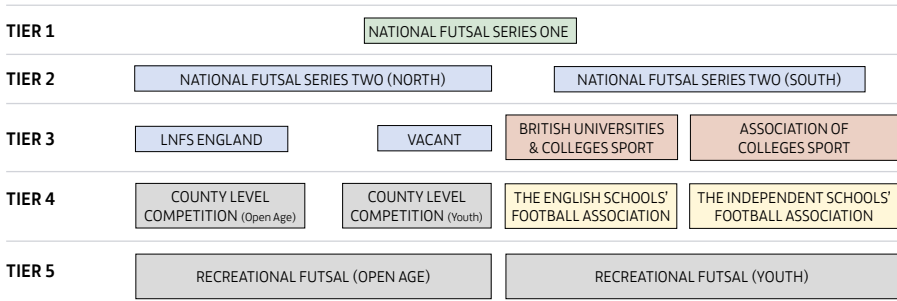 TIER 1
NATIONAL FUTSAL SERIES ONE
TIER 2
NATIONAL FUTSAL SERIES TWO (NORTH)
NATIONAL FUTSAL SERIES TWO (SOUTH)
TIER 3
LNFS ENGLAND
VACANT
BRITISH UNIVERSITIES
& COLLEGES SPORT
ASSOCIATION OF
COLLEGES SPORT
TIER 4
COUNTY LEVEL
COMPETITION (Open Age)
COUNTY LEVEL
COMPETITION (Youth)
THE ENGLISH SCHOOLS'
FOOTBALL ASSOCIATION
THE INDEPENDENT SCHOOLS'
FOOTBALL ASSOCIATION
TIER 5
RECREATIONAL FUTSAL (OPEN AGE)
RECREATIONAL FUTSAL (YOUTH)